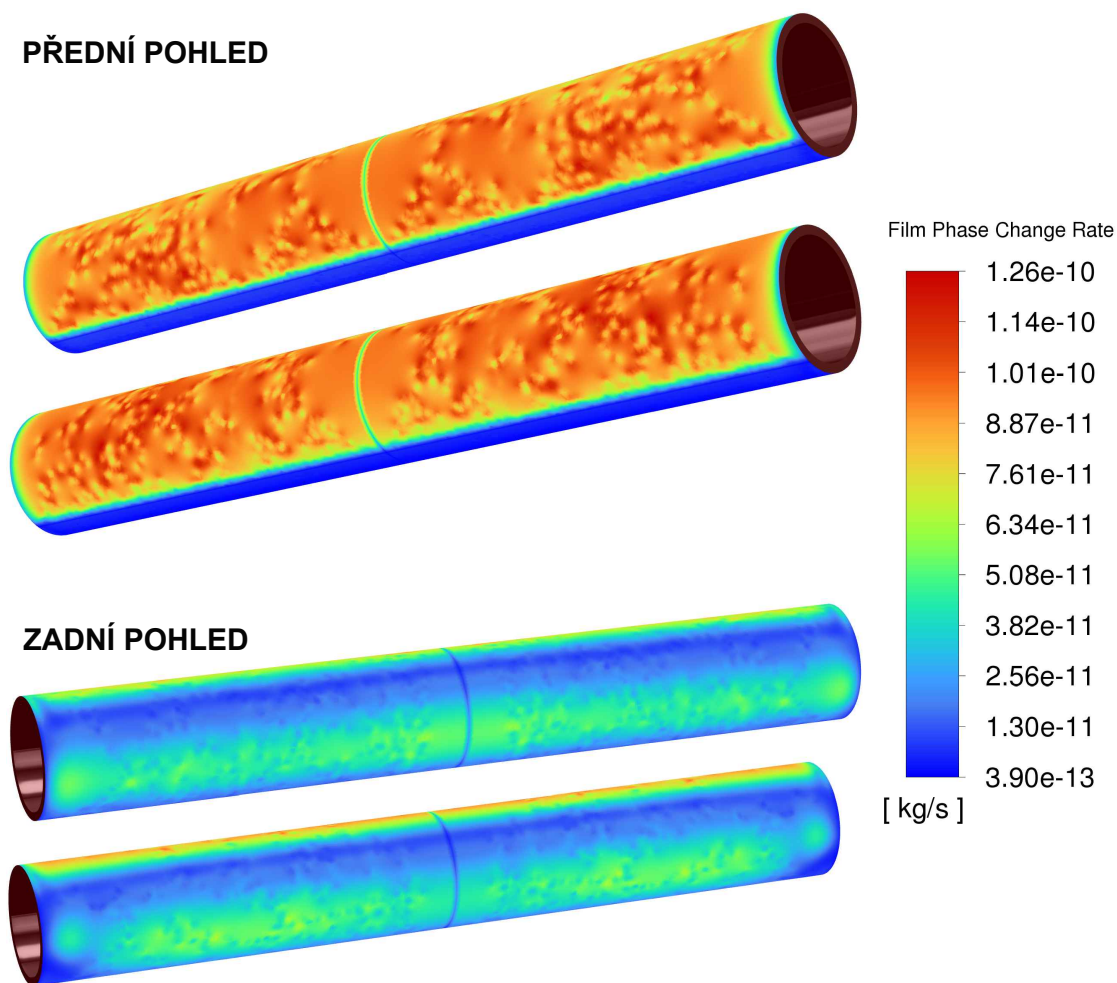 PŘEDNÍ POHLED
Film Phase Change Rate
1.26e-10
1.14e-10
1.01e-10
8.87e-11
7.61e-11
6.34e-11
5.08e-11
3.82e-11
2.56e-11
1.30e-11
3.90e-13
[ kg/s ]
ZADNÍ POHLED